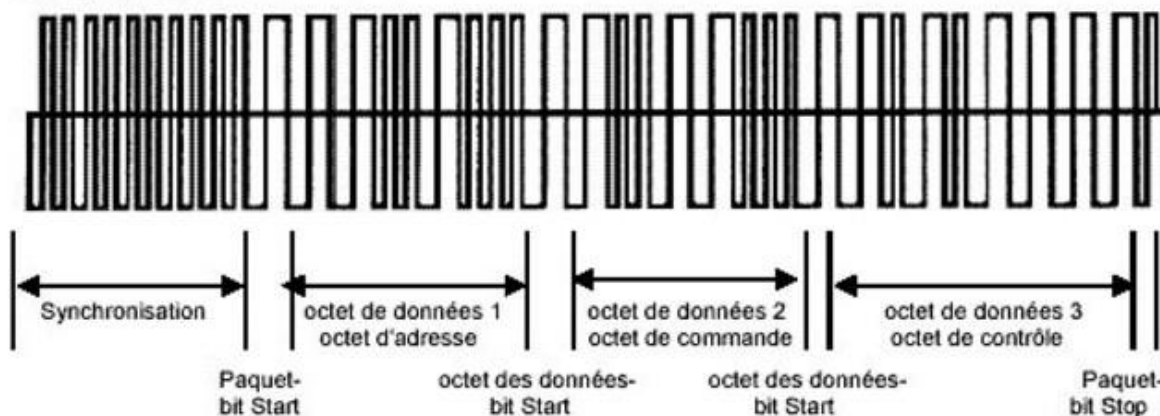 Synchronisation
octet de données 1
octet d'adresse
octet de données 2
octet de commande
octet de données 3
octet de contrôle
Paquet-
bit Start
octet des données-
bit Start
octet des données-
bit Start
Paquet-
bit Stop